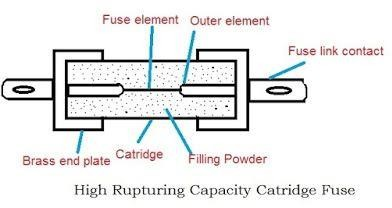 Fuse element
Outer element
Fuse link contact
Brass end plate
Catridge
Filling Powder
High Rupturing Capacity Catridge Fuse